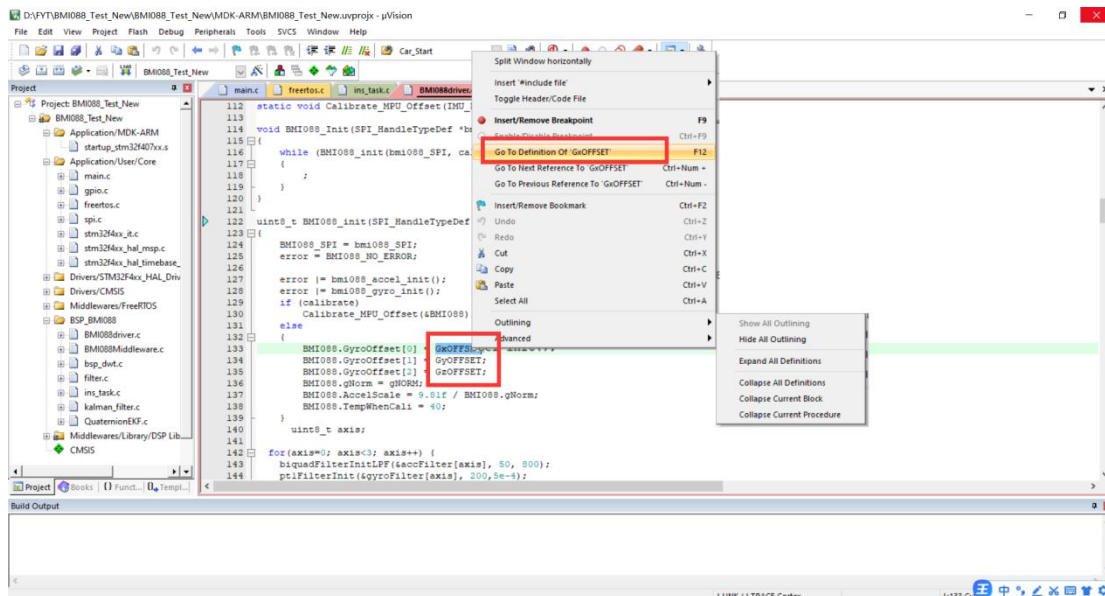 D:\FYT\BMI088_Test_New\BMI088_Test_New\MDK-ARM\BMI088_Test_New.uvprojx - µVision
File Edit View Project Flash Debug Peripherals Tools SVCS Window Help
Car_Start
BMI088_Test_New
Project
Project: BMI088_Test_New
BMI088_Test_New
Application/MDK-ARM
startup_stm32f407xx.s
Application/User/Core
main.c
gpio.c
freertos.c
spi.c
stm32f4xx_it.c
stm32f4xx_hal_msp.c
stm32f4xx_hal_timebase_
Drivers/STM32F4xx_HAL_Driv
Drivers/CMSIS
Middlewares/FreeRTOS
BSP_BMI088
BMI088driver.c
BMI088Middleware.c
bsp_dwt.c
filter.c
ins_task.c
kalman_filter.c
QuaternionEKF.c
Middlewares/Library/DSP Lib
CMSIS
Project Books {} Funct... Templ...
main.c freertos.c ins_task.c BMI088driver.
112 static void Calibrate_MPU_Offset(IMU_
113
114 void BMI088_Init(SPI_HandleTypeDef *b
115 {
116 while (BMI088_init(bmi088_SPI, ca
117 {
118 ;
119 }
120 }
121
122 uint8_t BMI088_init(SPI_HandleTypeDef
123 {
124 BMI088_SPI = bmi088_SPI;
125 error = BMI088_NO_ERROR;
126
127 error |= bmi088_accel_init();
128 error |= bmi088_gyro_init();
129 if (calibrate)
130 Calibrate_MPU_Offset(&BMI088)
131 else
132 {
133 BMI088.GyroOffset[0] = GxOFFSE
134 BMI088.GyroOffset[1] = GyOFFSET;
135 BMI088.GyroOffset[2] = GzOFFSET;
136 BMI088.gNorm = gNORM;
137 BMI088.AccelScale = 9.81f / BMI088.gNorm;
138 BMI088.TempWhenCali = 40;
139 }
140 uint8_t axis;
141
142 for(axis=0; axis<3; axis++) {
143 biquadFilterInitLPF(&accFilter[axis], 50, 800);
144 pt1FilterInit(&gyroFilter[axis], 200,5e-4);
Split Window horizontally
Insert '#include file'
Toggle Header/Code File
Insert/Remove Breakpoint F9
Enable/Disable Breakpoint Ctrl+F9
Go To Definition Of 'GxOFFSET' F12
Go To Next Reference To 'GxOFFSET' Ctrl+Num +
Go To Previous Reference To 'GxOFFSET' Ctrl+Num -
Insert/Remove Bookmark Ctrl+F2
Undo Ctrl+Z
Redo Ctrl+Y
Cut Ctrl+X
Copy Ctrl+C
Paste Ctrl+V
Select All Ctrl+A
Outlining
Advanced
Show All Outlining
Hide All Outlining
Expand All Definitions
Collapse All Definitions
Collapse Current Block
Collapse Current Procedure
Build Output
中